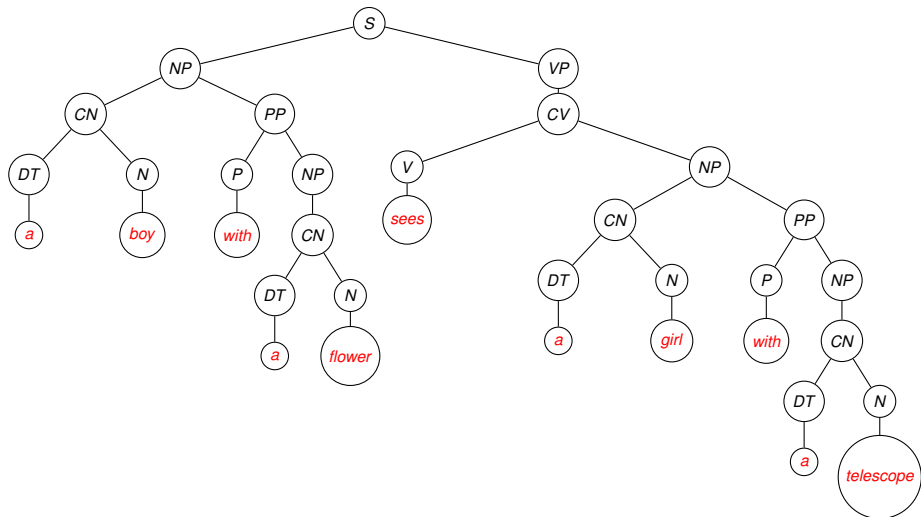 S
NP VP
CN PP CV
DT N P NP V NP
a boy with CN sees CN PP
DT N DT N P NP
a flower a girl with CN
DT N
a telescope